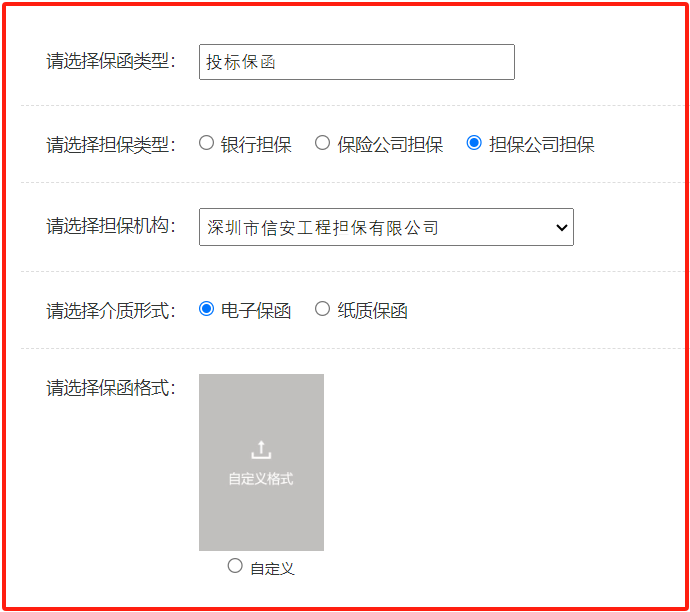 请选择保函类型： 投标保函
请选择担保类型： 银行担保 保险公司担保 担保公司担保
请选择担保机构： 深圳市信安工程担保有限公司
请选择介质形式： 电子保函 纸质保函
请选择保函格式：
自定义格式
自定义